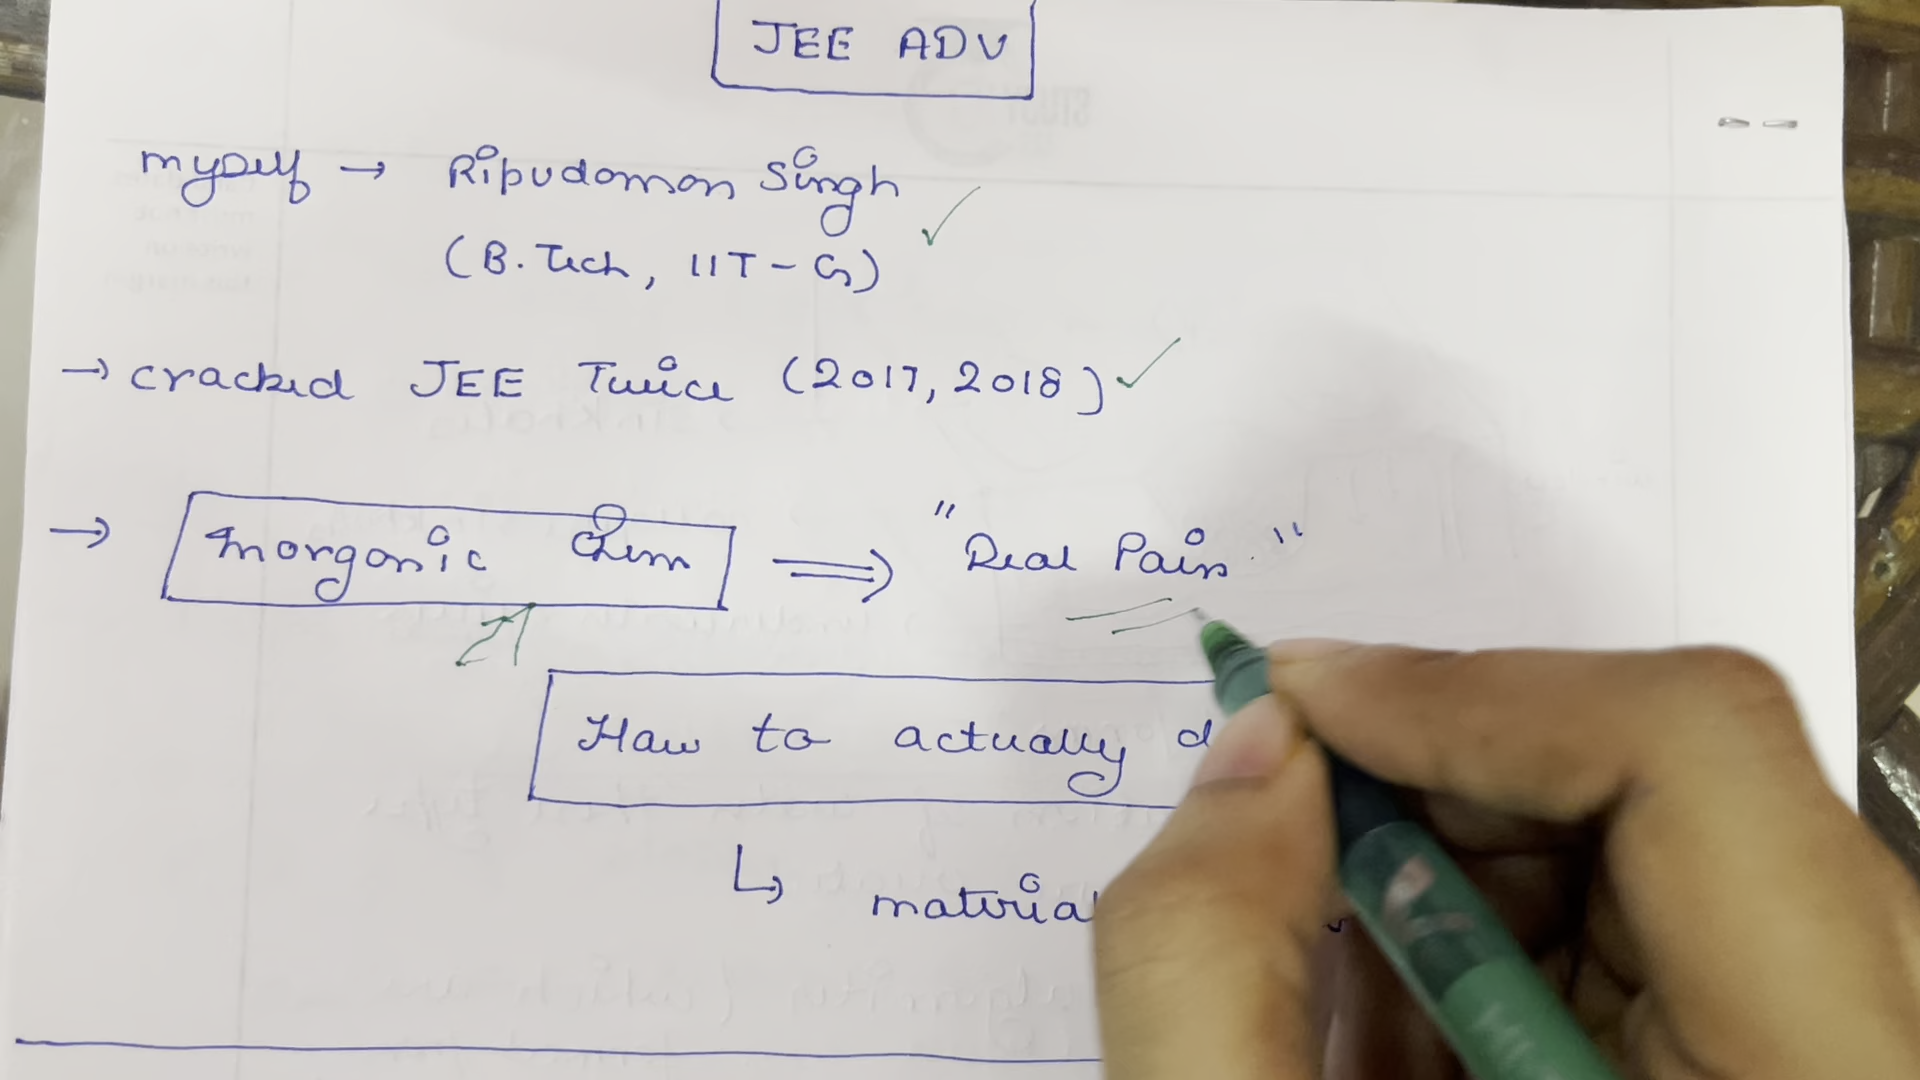 JEE ADV
myself → Ripudaman Singh
(B.Tech, IIT-G)
→ cracked JEE Twice (2017, 2018)
→ Inorganic Chem ⇒ "Real Pain."
How to actually d
↳ material